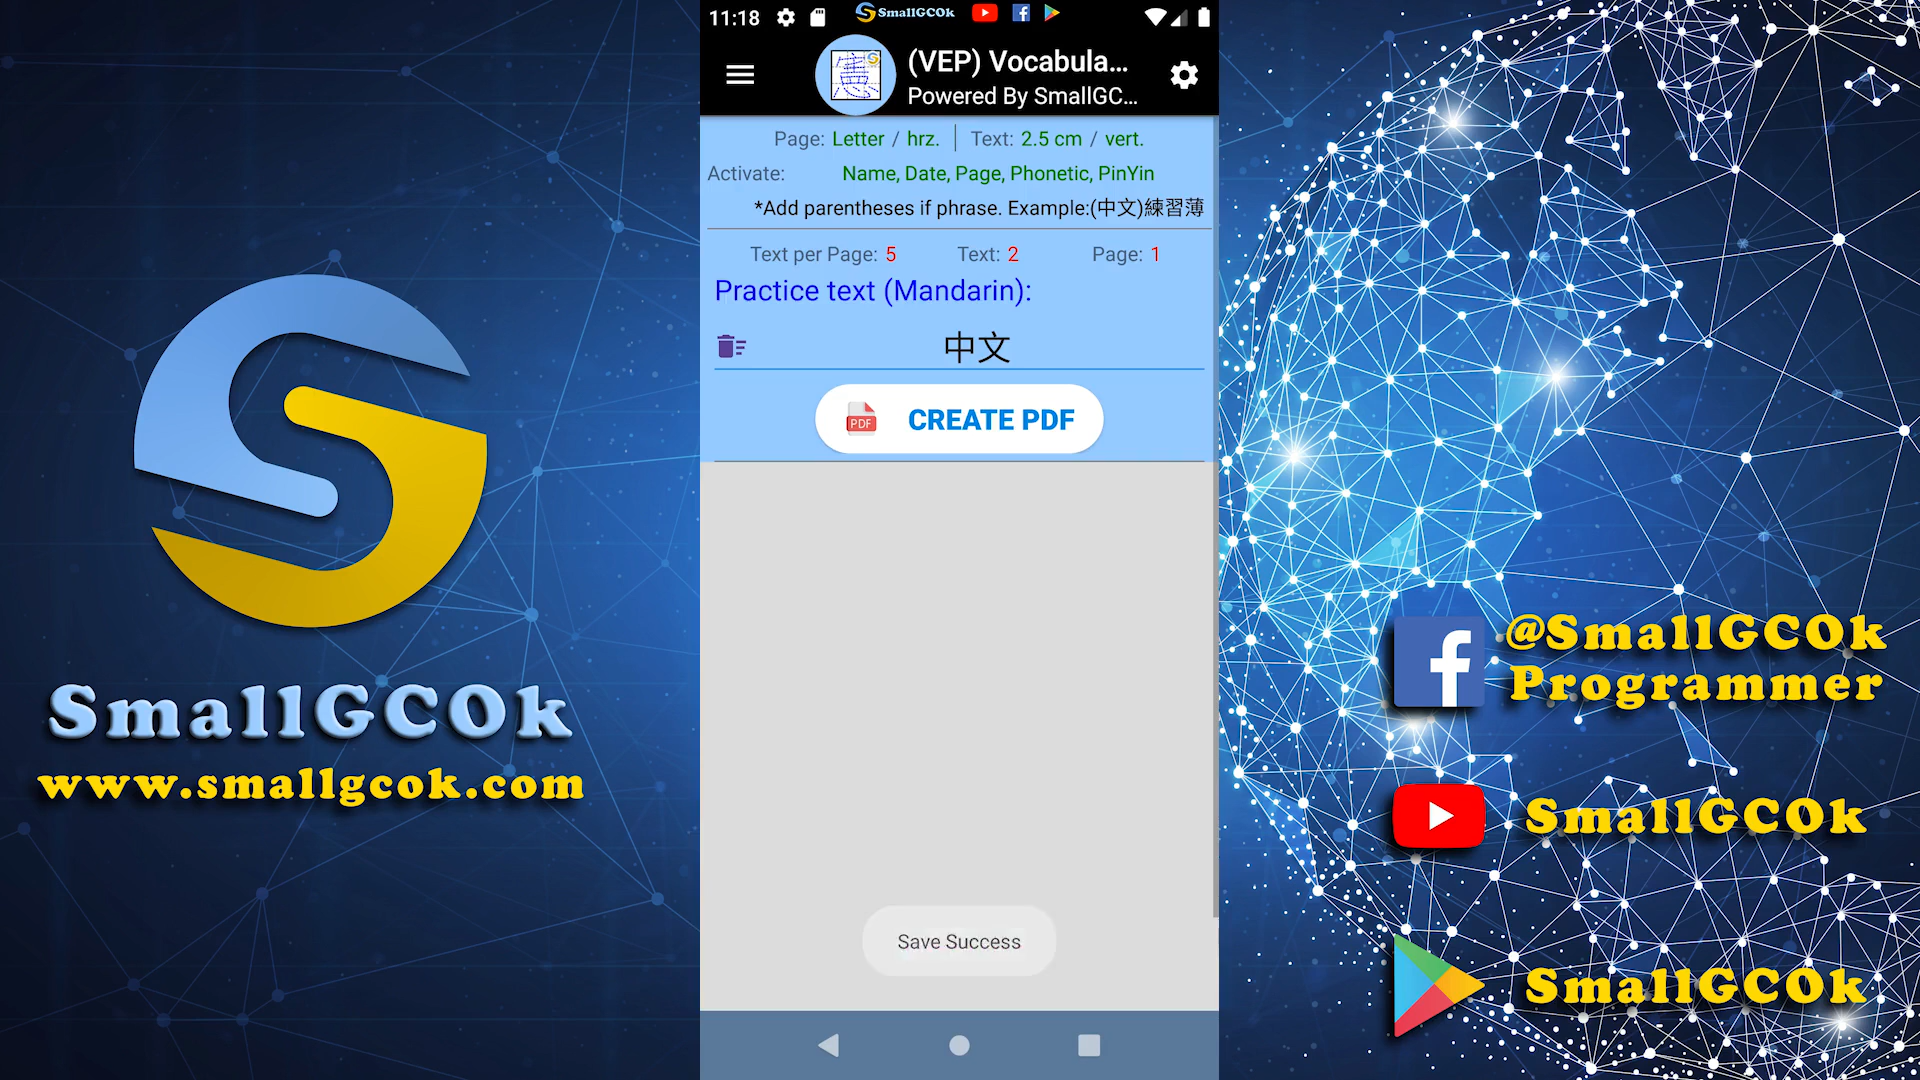 SmallGCOk
www.smallgcok.com
11:18
SmallGCOk
(VEP) Vocabula...
Powered By SmallGC...
Page: Letter / hrz. | Text: 2.5 cm / vert.
Activate: Name, Date, Page, Phonetic, PinYin
*Add parentheses if phrase. Example:(中文)練習薄
Text per Page: 5 Text: 2 Page: 1
Practice text (Mandarin):
中文
PDF CREATE PDF
Save Success
@SmallGCOk
Programmer
SmallGCOk
SmallGCOk